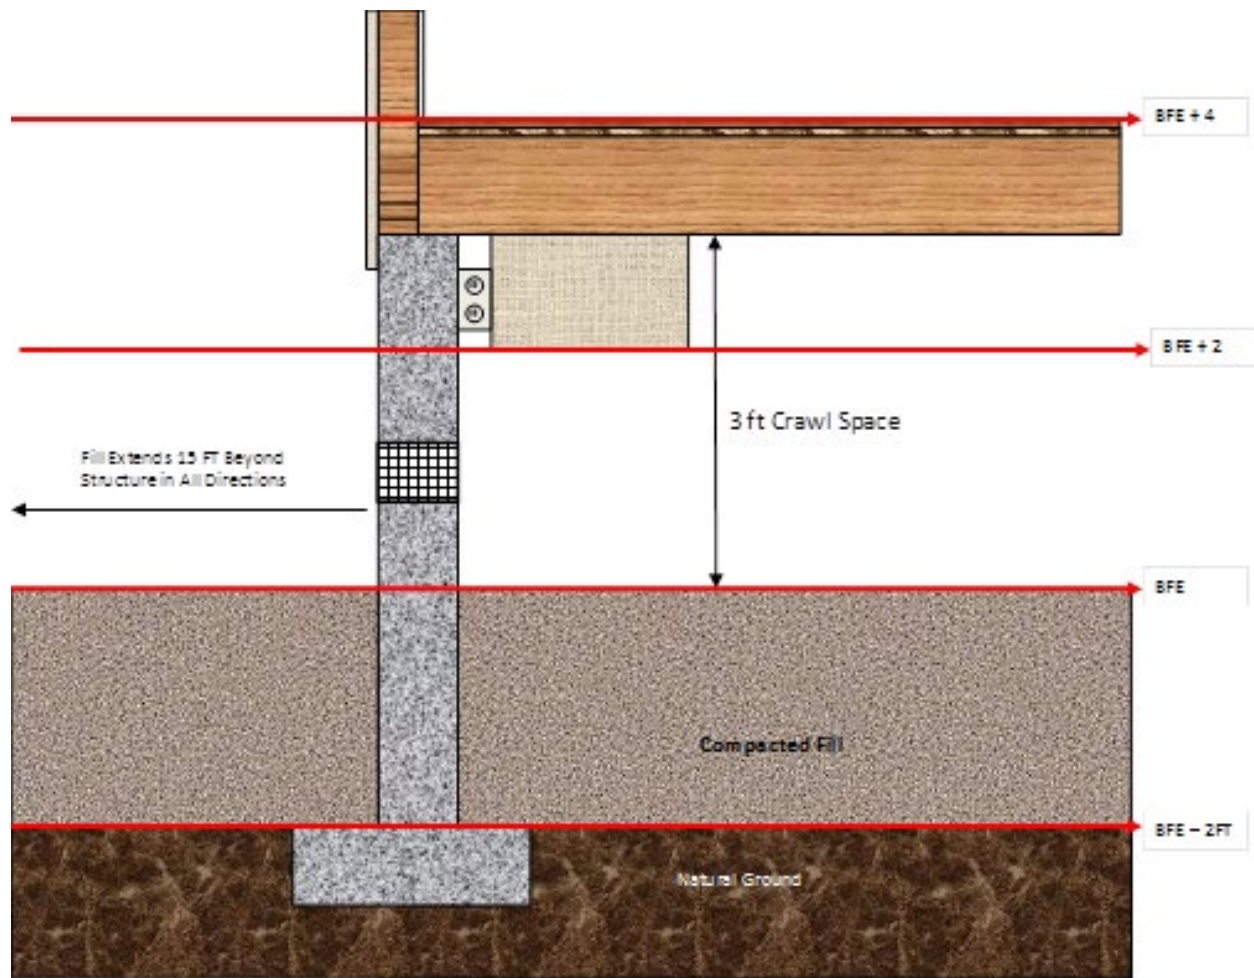 BFE + 4
BFE + 2
3 ft Crawl Space
Fill Extends 15 FT Beyond
Structure in All Directions
BFE
Compacted Fill
BFE – 2FT
Natural Ground